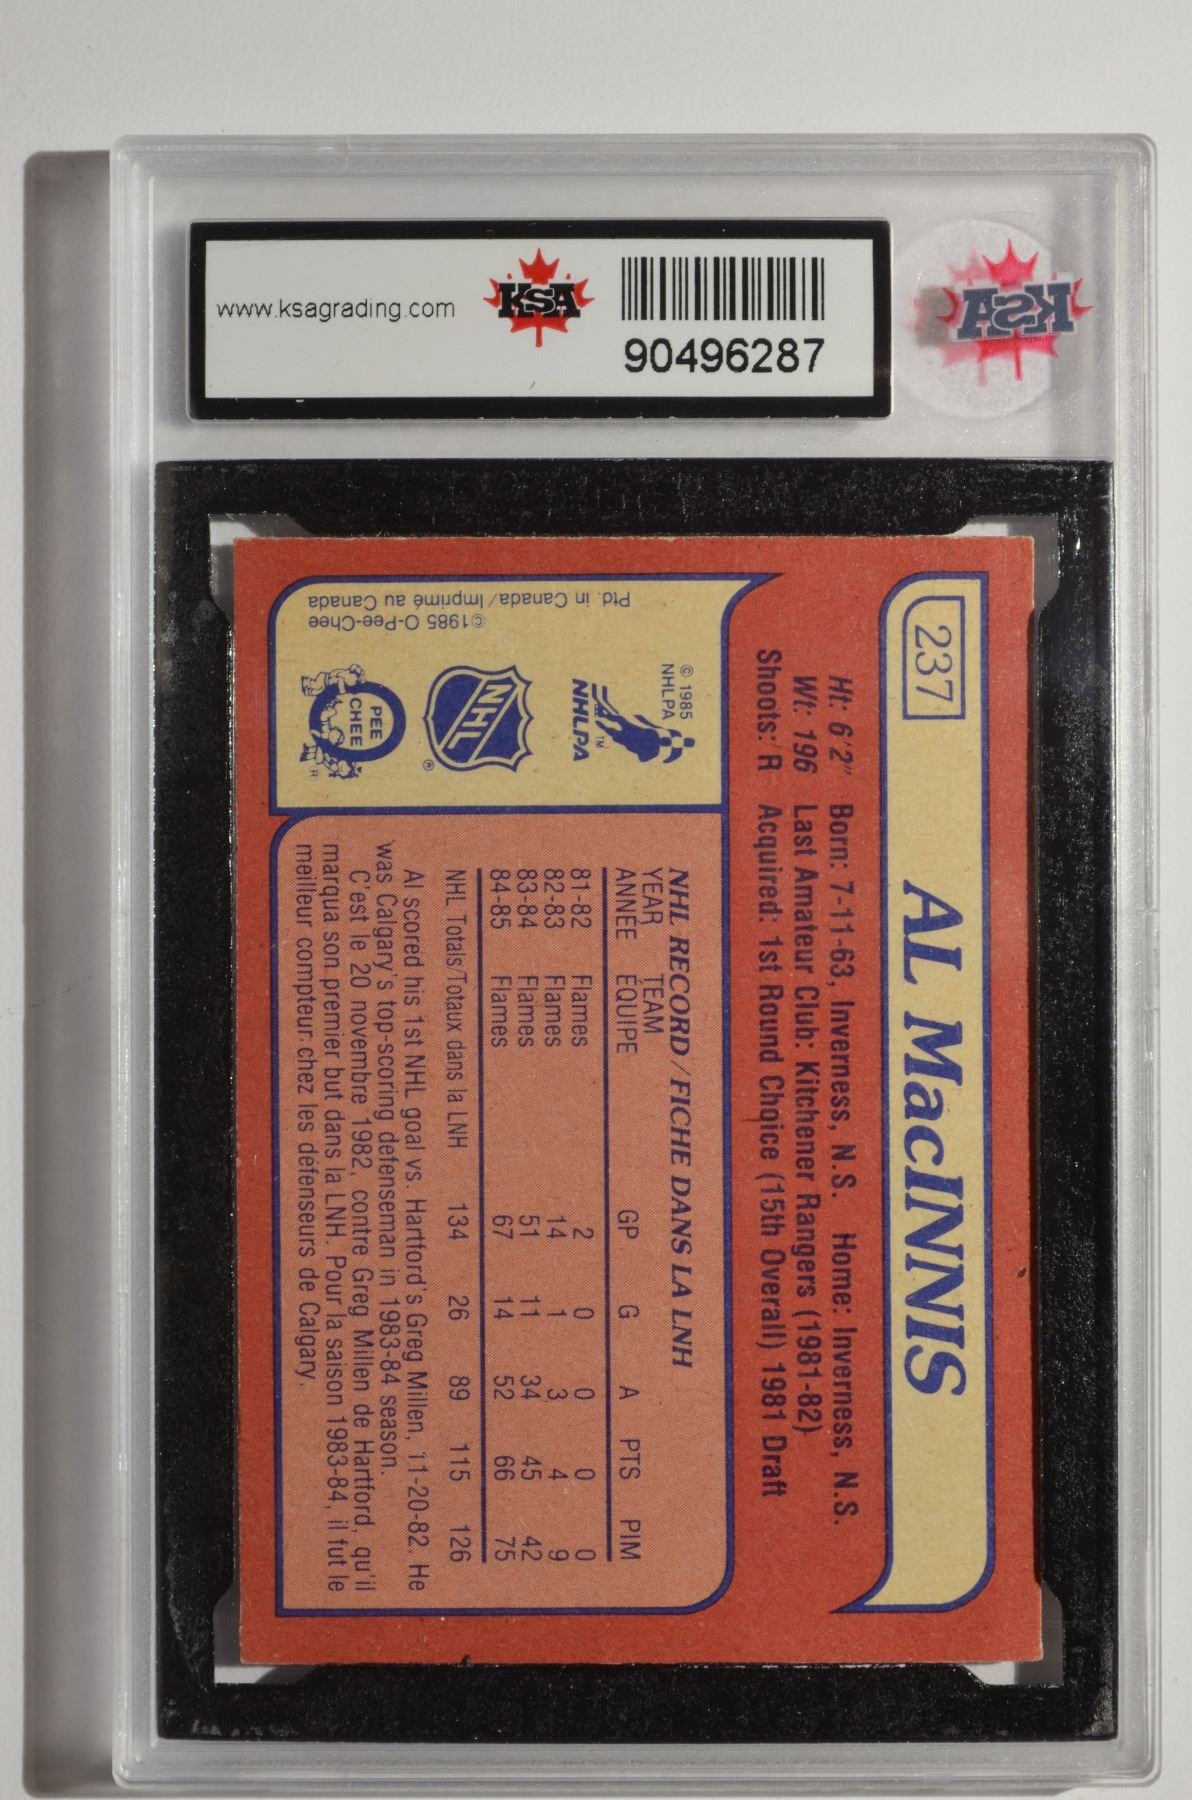 www.ksagrading.com
KSA
90496287
KSA
237
AL MacINNIS
Ht: 6'2" Born: 7-11-63, Inverness, N.S. Home: Inverness, N.S.
Wt: 196 Last Amateur Club: Kitchener Rangers (1981-82)
Shoots: R Acquired: 1st Round Choice (15th Overall) 1981 Draft
© 1985
NHLPA
NHLPA
TM
NHL
®
O
PEE
CHEE
R
©1985 O-Pee-Chee
Ptd. in Canada/Imprimé au Canada
NHL RECORD / FICHE DANS LA LNH
YEAR TEAM
ANNÉE ÉQUIPE GP G A PTS PIM
81-82 Flames 2 0 0 0 0
82-83 Flames 14 1 3 4 9
83-84 Flames 51 11 34 45 42
84-85 Flames 67 14 52 66 75
NHL Totals/Totaux dans la LNH 134 26 89 115 126
Al scored his 1st NHL goal vs. Hartford's Greg Millen, 11-20-82. He
was Calgary's top-scoring defenseman in 1983-84 season.
C'est le 20 novembre 1982, contre Greg Millen de Hartford, qu'il
marqua son premier but dans la LNH. Pour la saison 1983-84, il fut le
meilleur compteur chez les défenseurs de Calgary.